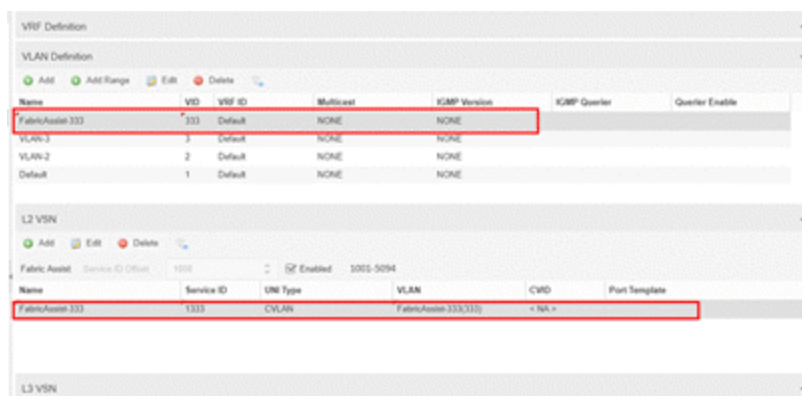 VRF Definition
VLAN Definition
Add Add Range Edit Delete
Name VID VRF ID Multicast IGMP Version IGMP Querier Querier Enable
FabricAssist-333 333 Default NONE NONE
VLAN-3 3 Default NONE NONE
VLAN-2 2 Default NONE NONE
Default 1 Default NONE NONE
L2 VSN
Add Edit Delete
Fabric Assist Service ID Offset: 1000 Enabled 1001-5094
Name Service ID UNI Type VLAN CVID Port Template
FabricAssist-333 1333 CVLAN FabricAssist-333(333) < NA >
L3 VSN